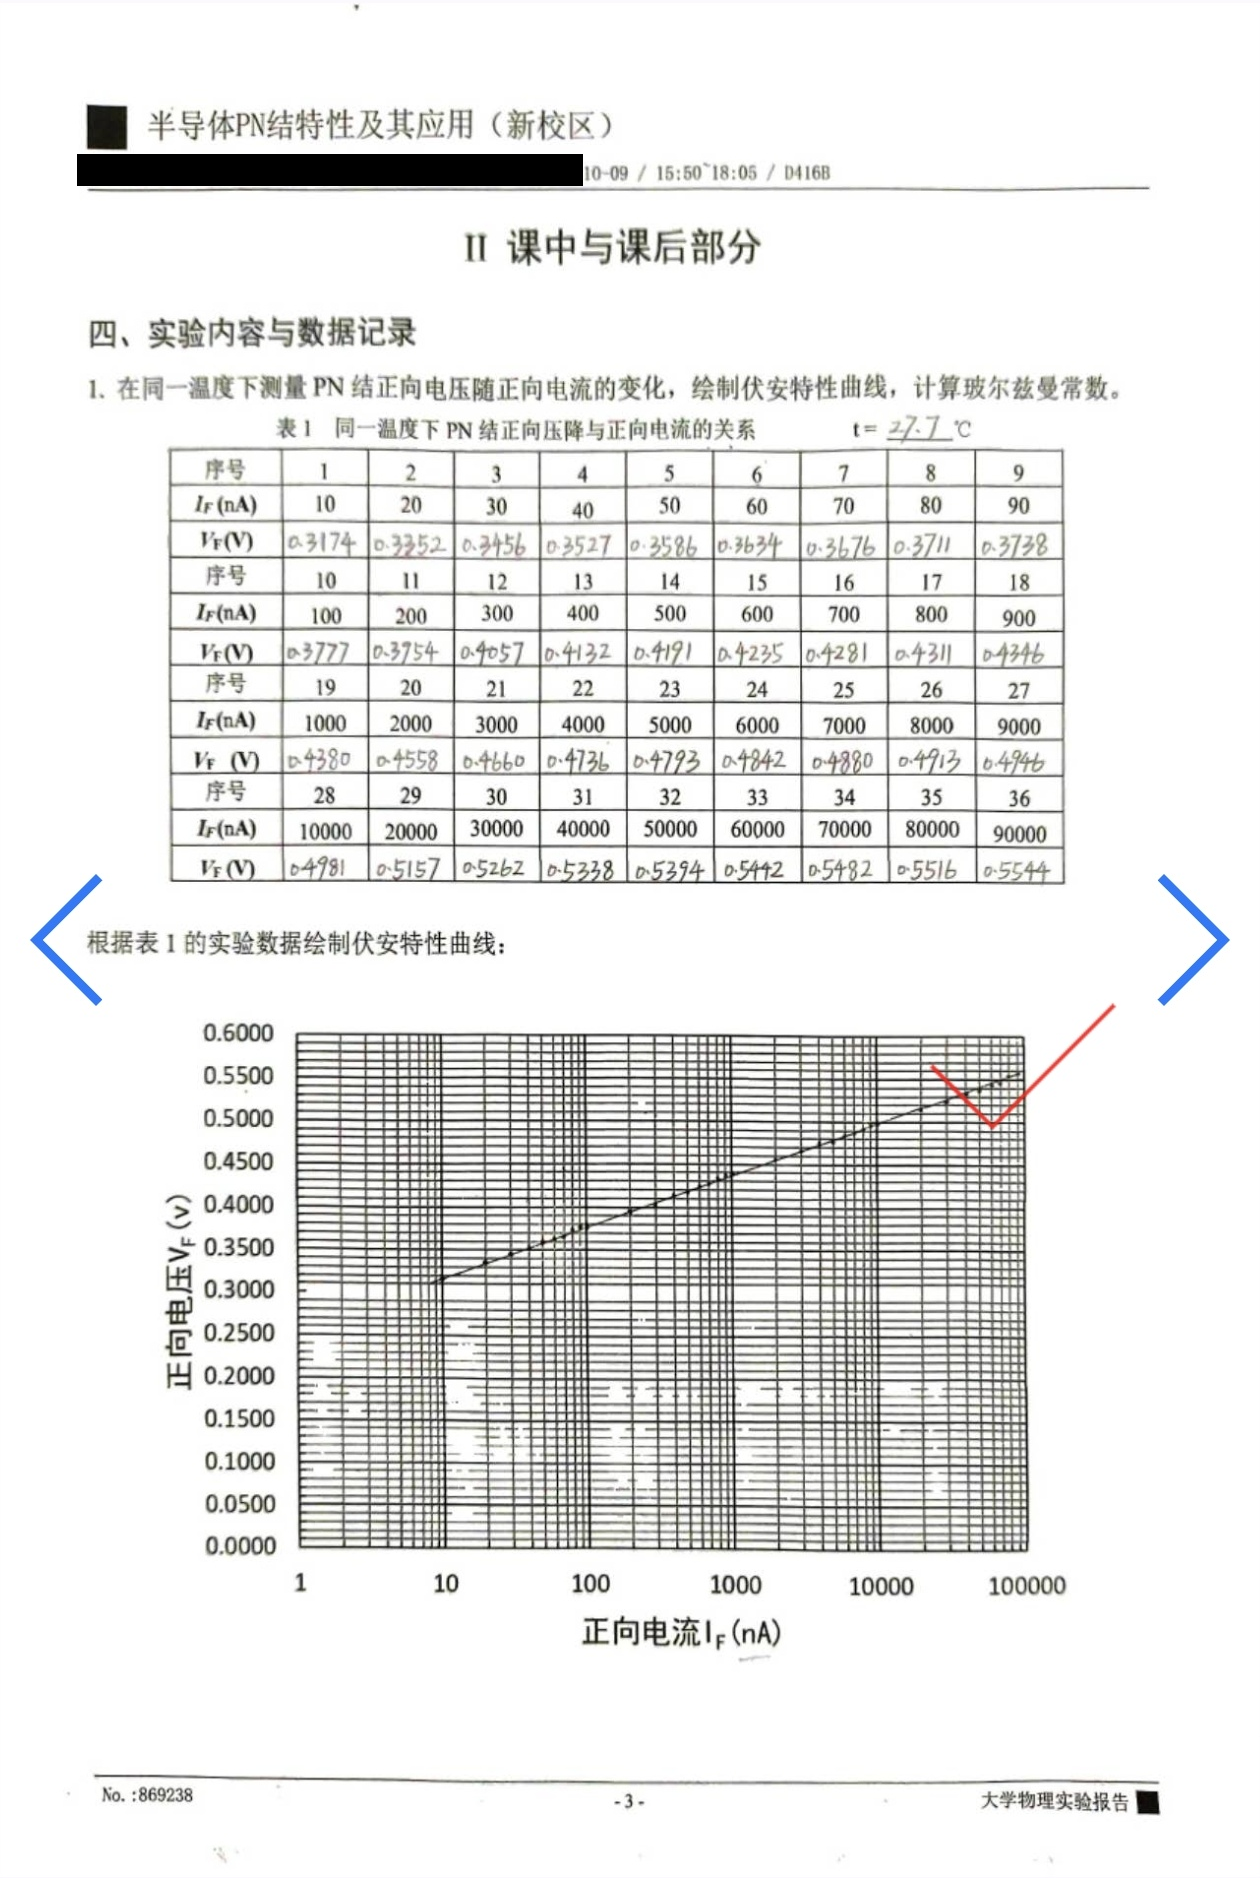 半导体PN结特性及其应用（新校区）
10-09 / 15:50~18:05 / D416B
II 课中与课后部分
四、实验内容与数据记录
1. 在同一温度下测量 PN 结正向电压随正向电流的变化，绘制伏安特性曲线，计算玻尔兹曼常数。
表 1 同一温度下 PN 结正向压降与正向电流的关系 t= 27.7 ℃
序号 1 2 3 4 5 6 7 8 9
IF(nA) 10 20 30 40 50 60 70 80 90
VF(V) 0.3174 0.3352 0.3456 0.3527 0.3586 0.3634 0.3676 0.3711 0.3738
序号 10 11 12 13 14 15 16 17 18
IF(nA) 100 200 300 400 500 600 700 800 900
VF(V) 0.3777 0.3954 0.4057 0.4132 0.4191 0.4235 0.4281 0.4311 0.4346
序号 19 20 21 22 23 24 25 26 27
IF(nA) 1000 2000 3000 4000 5000 6000 7000 8000 9000
VF (V) 0.4380 0.4558 0.4660 0.4736 0.4793 0.4842 0.4880 0.4913 0.4946
序号 28 29 30 31 32 33 34 35 36
IF(nA) 10000 20000 30000 40000 50000 60000 70000 80000 90000
VF(V) 0.4981 0.5157 0.5262 0.5338 0.5394 0.5442 0.5482 0.5516 0.5544
根据表 1 的实验数据绘制伏安特性曲线：
0.6000
0.5500
0.5000
0.4500
0.4000
0.3500
0.3000
0.2500
0.2000
0.1500
0.1000
0.0500
0.0000
正向电压VF(v)
1 10 100 1000 10000 100000
正向电流IF(nA)
No.:869238
- 3 -
大学物理实验报告